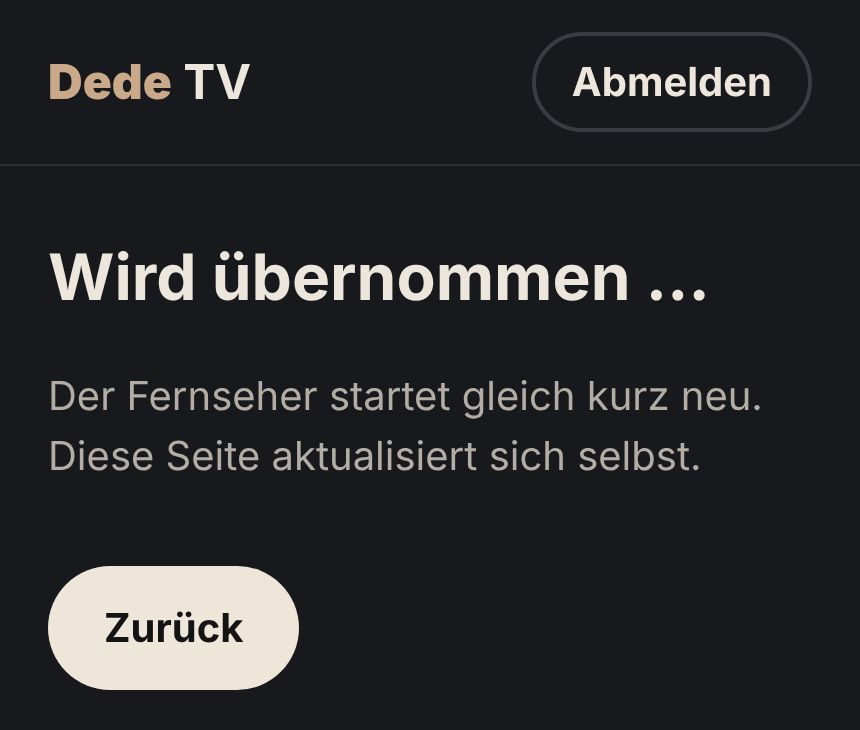 Dede TV
Abmelden
Wird übernommen …
Der Fernseher startet gleich kurz neu.
Diese Seite aktualisiert sich selbst.
Zurück